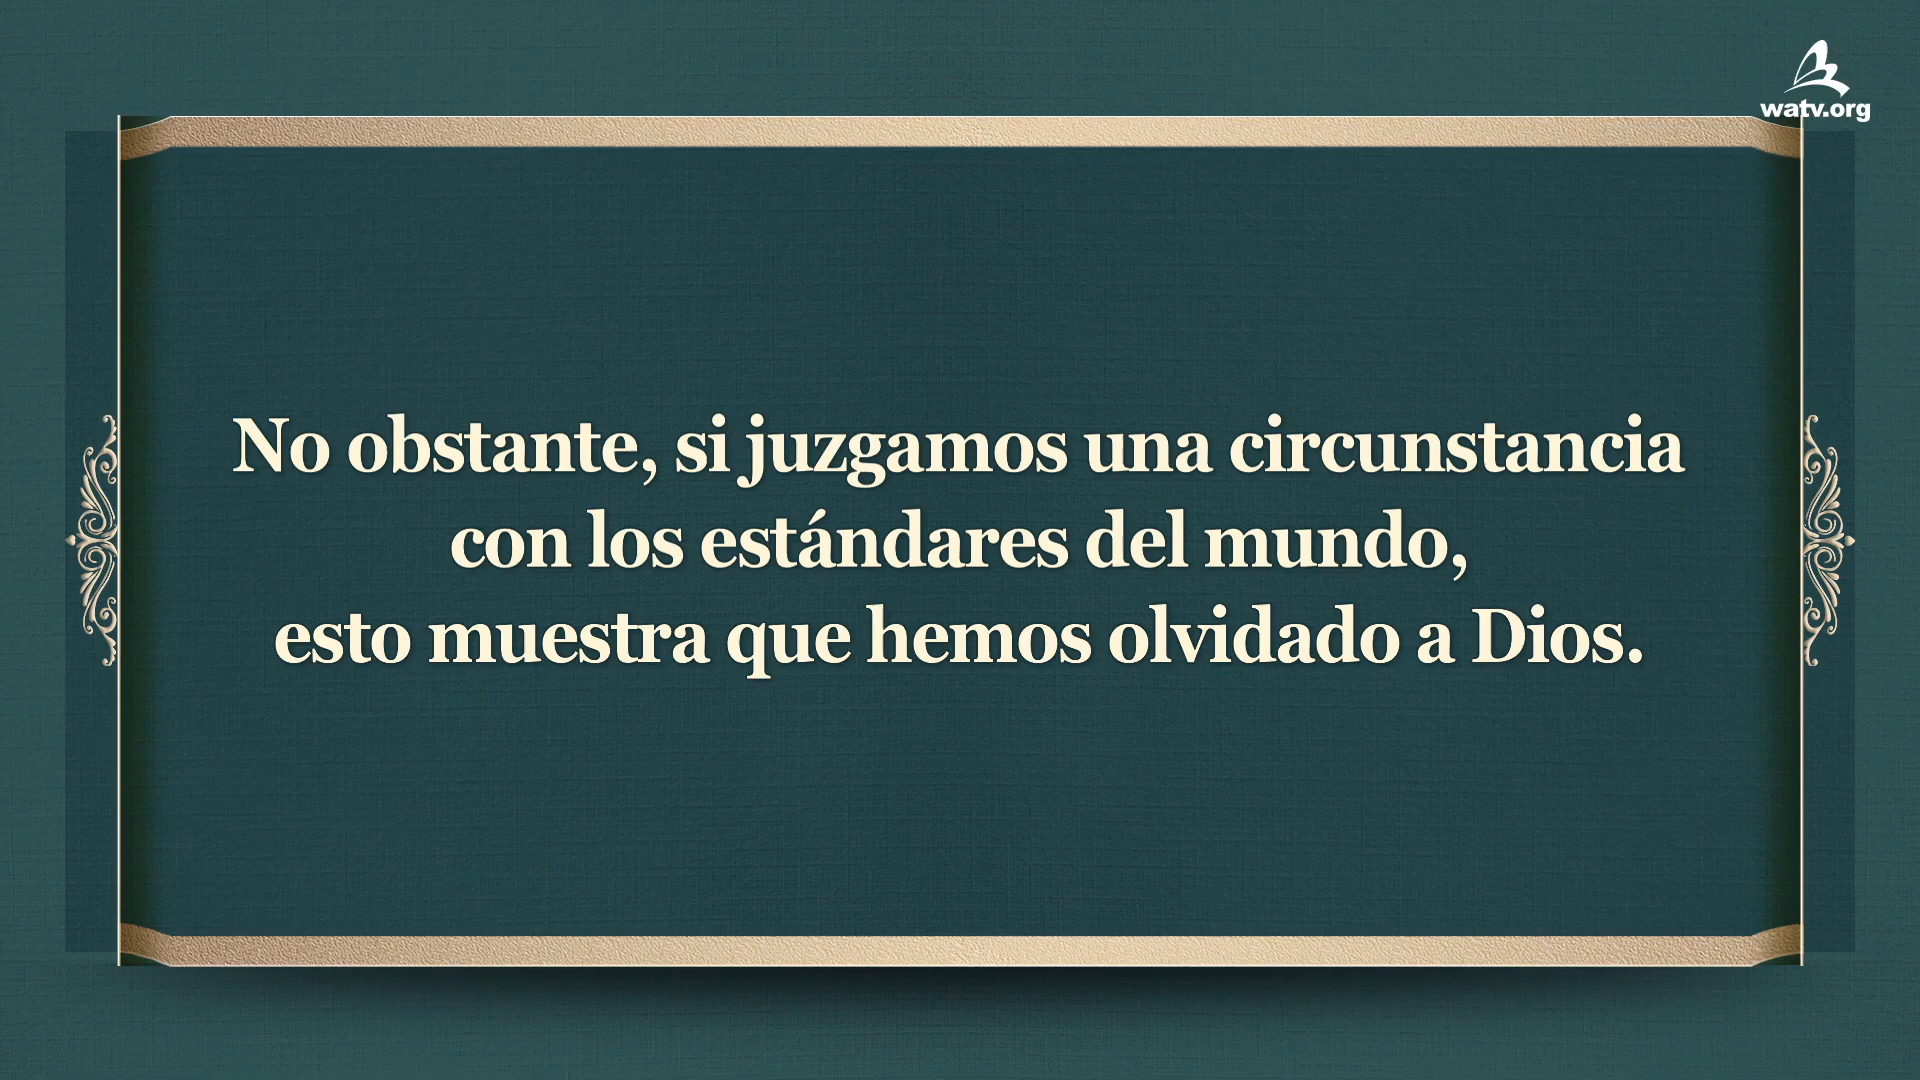 watv.org
No obstante, si juzgamos una circunstancia
con los estándares del mundo,
esto muestra que hemos olvidado a Dios.